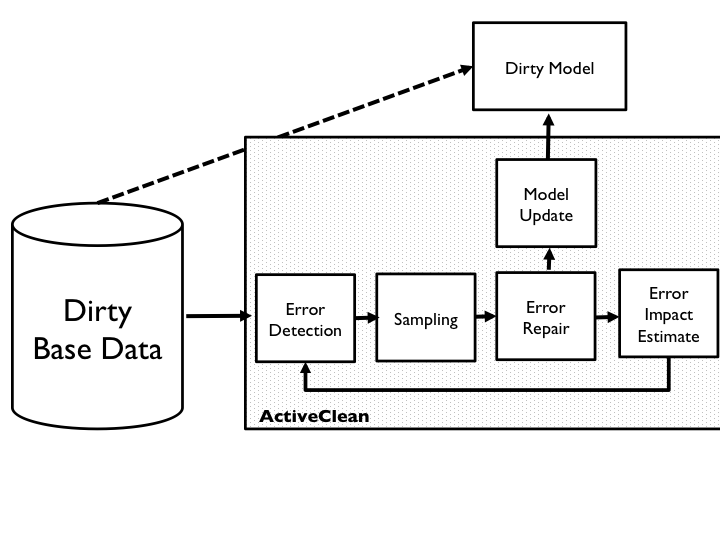 Dirty Model
Model
Update
Dirty
Base Data
Error
Detection
Sampling
Error
Repair
Error
Impact
Estimate
ActiveClean